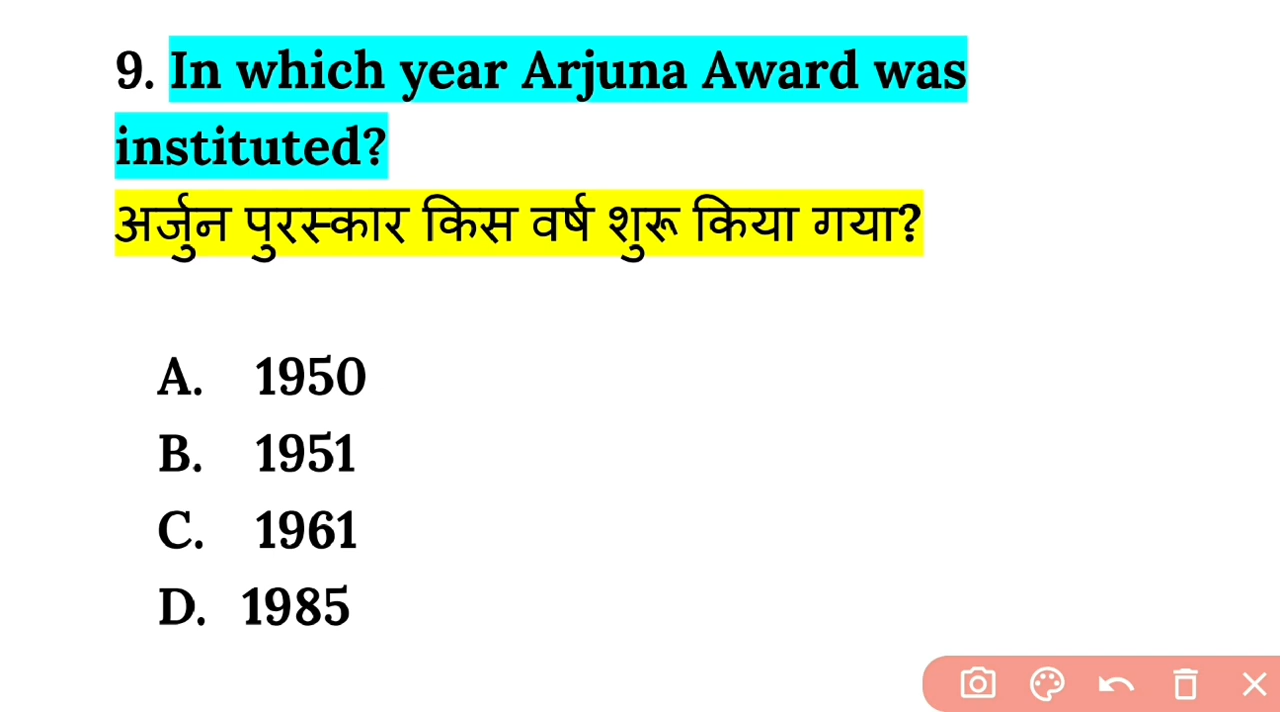 9. In which year Arjuna Award was
instituted?
अर्जुन पुरस्कार किस वर्ष शुरू किया गया?
A. 1950
B. 1951
C. 1961
D. 1985